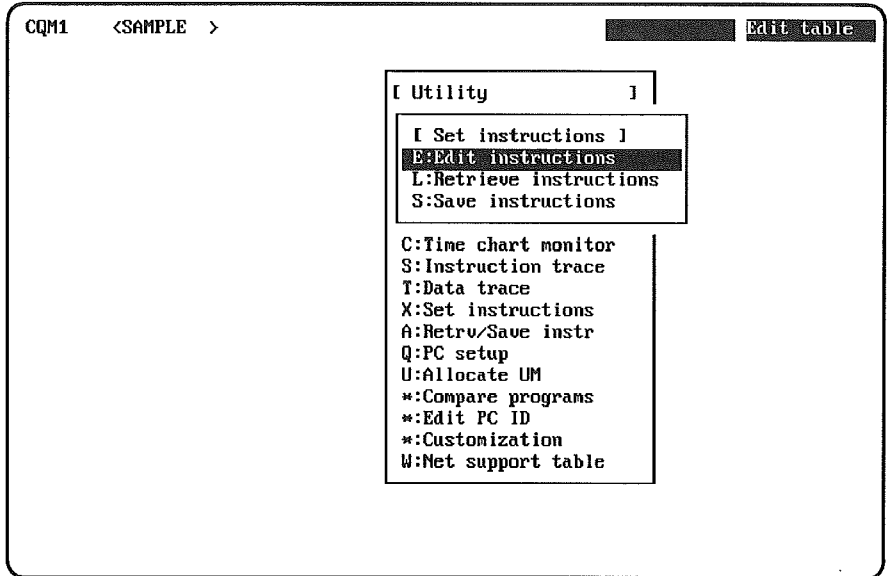 CQM1 <SAMPLE > Edit table
[ Utility ]
[ Set instructions ]
E:Edit instructions
L:Retrieve instructions
S:Save instructions
C:Time chart monitor
S:Instruction trace
T:Data trace
X:Set instructions
A:Retrv/Save instr
Q:PC setup
U:Allocate UM
*:Compare programs
*:Edit PC ID
*:Customization
W:Net support table